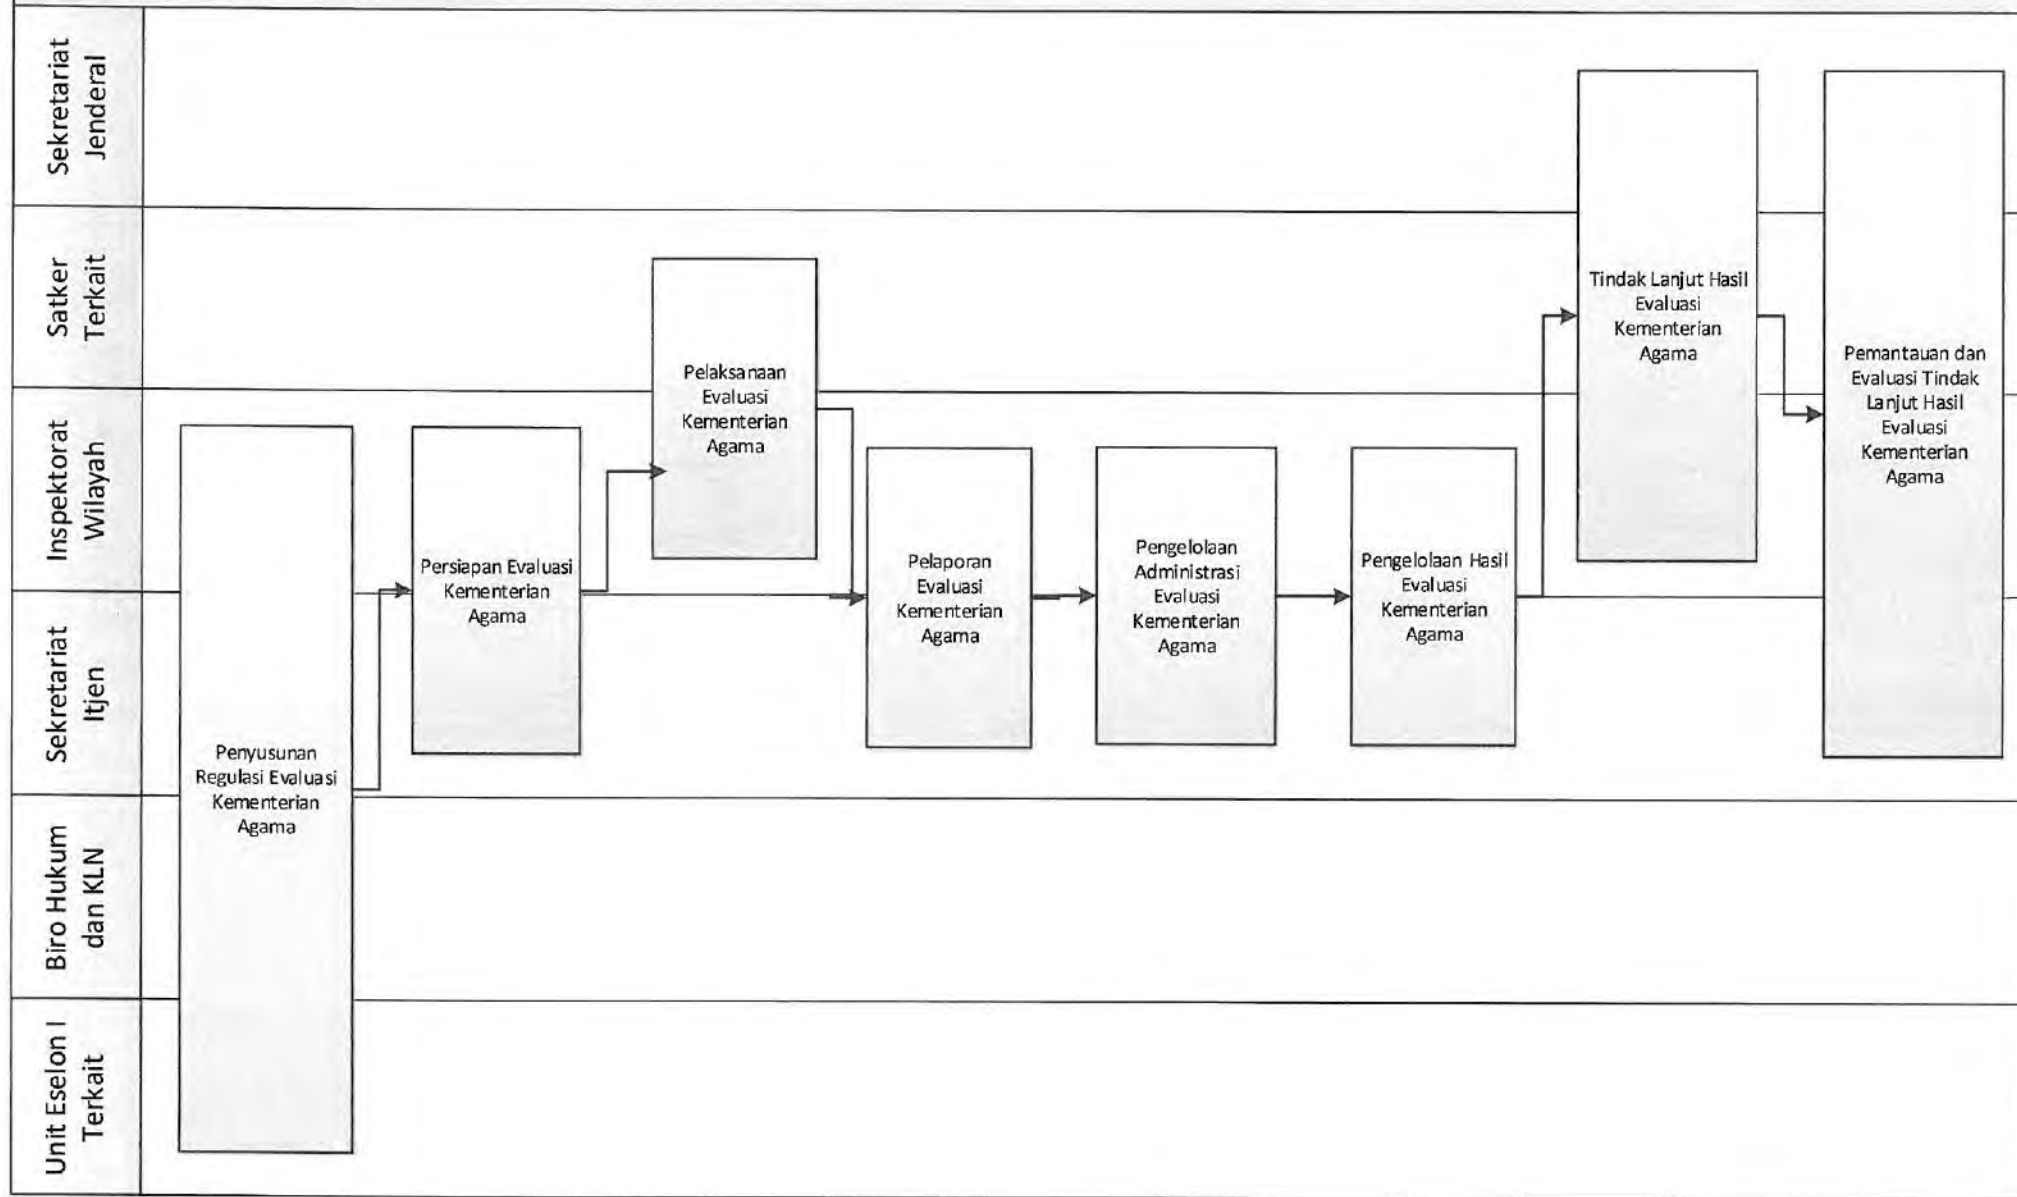 Sekretariat
Jenderal
Satker
Terkait
Inspektorat
Wilayah
Sekretariat
Itjen
Biro Hukum
dan KLN
Unit Eselon I
Terkait
Penyusunan
Regulasi Evaluasi
Kementerian
Agama
Persiapan Evaluasi
Kementerian
Agama
Pelaksanaan
Evaluasi
Kementerian
Agama
Pelaporan
Evaluasi
Kementerian
Agama
Pengelolaan
Administrasi
Evaluasi
Kementerian
Agama
Pengelolaan Hasil
Evaluasi
Kementerian
Agama
Tindak Lanjut Hasil
Evaluasi
Kementerian
Agama
Pemantauan dan
Evaluasi Tindak
Lanjut Hasil
Evaluasi
Kementerian
Agama